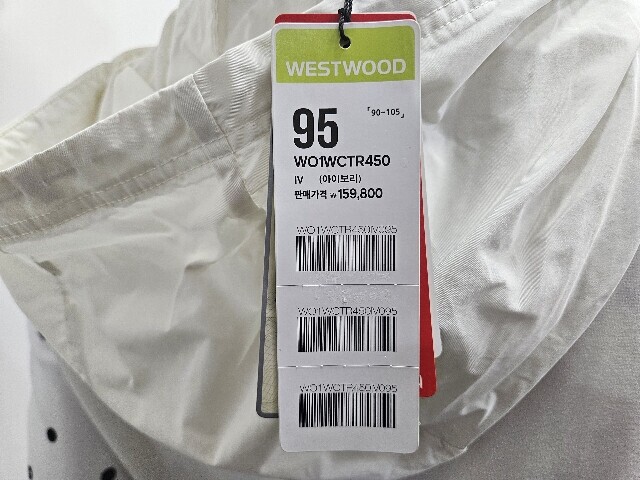 WESTWOOD
95 「90-105」
WO1WCTR450
IV (아이보리)
판매가격 ₩159,800
WO1WCTR450IV095
WO1WCTR450IV095
WO1WCTR450IV095